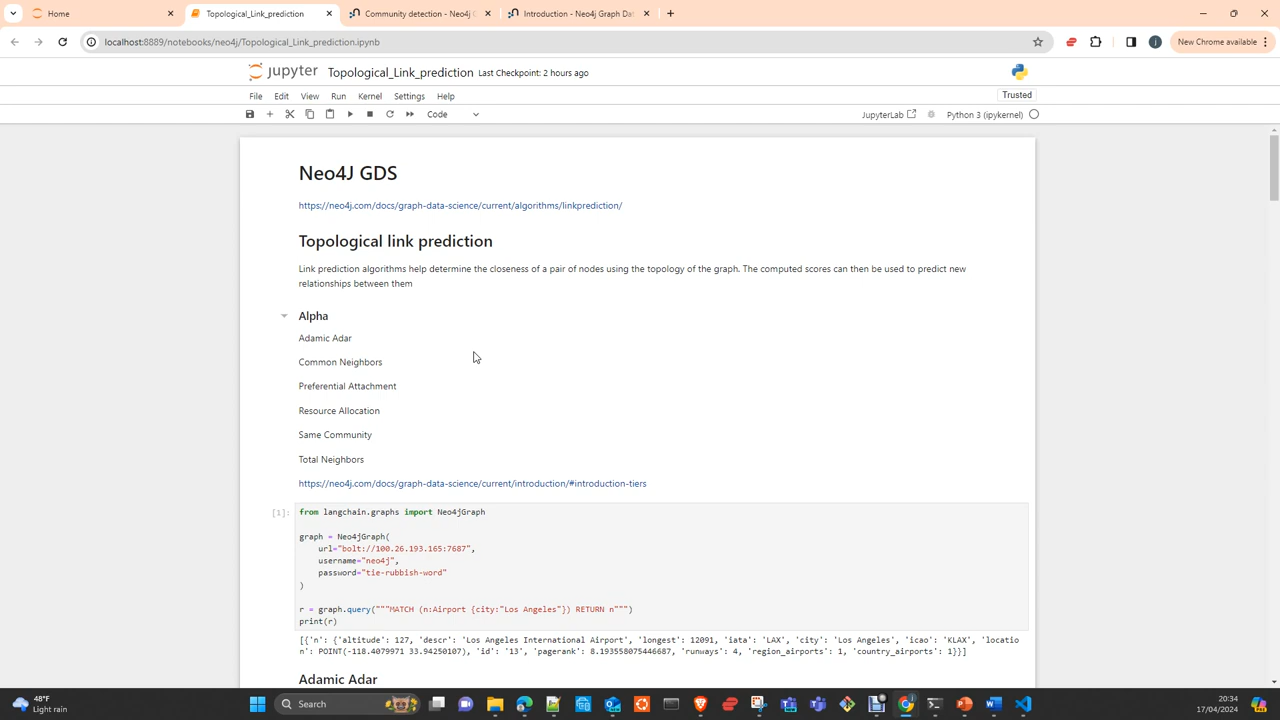 Home
Topological_Link_prediction
Community detection - Neo4j G
Introduction - Neo4j Graph Dat
localhost:8889/notebooks/neo4j/Topological_Link_prediction.ipynb
New Chrome available
jupyter
Topological_Link_prediction Last Checkpoint: 2 hours ago
File Edit View Run Kernel Settings Help
Trusted
Code
JupyterLab
Python 3 (ipykernel)
Neo4J GDS
https://neo4j.com/docs/graph-data-science/current/algorithms/linkprediction/
Topological link prediction
Link prediction algorithms help determine the closeness of a pair of nodes using the topology of the graph. The computed scores can then be used to predict new
relationships between them
Alpha
Adamic Adar
Common Neighbors
Preferential Attachment
Resource Allocation
Same Community
Total Neighbors
https://neo4j.com/docs/graph-data-science/current/introduction/#introduction-tiers
[1]:
from langchain.graphs import Neo4jGraph
graph = Neo4jGraph(
url="bolt://100.26.193.165:7687",
username="neo4j",
password="tie-rubbish-word"
)
r = graph.query("""MATCH (n:Airport {city:"Los Angeles"}) RETURN n""")
print(r)
[{'n': {'altitude': 127, 'descr': 'Los Angeles International Airport', 'longest': 12091, 'iata': 'LAX', 'city': 'Los Angeles', 'icao': 'KLAX', 'locatio
n': POINT(-118.4079971 33.94250107), 'id': '13', 'pagerank': 8.193558075446687, 'runways': 4, 'region_airports': 1, 'country_airports': 1}}]
Adamic Adar
48°F
Light rain
Search
20:34
17/04/2024